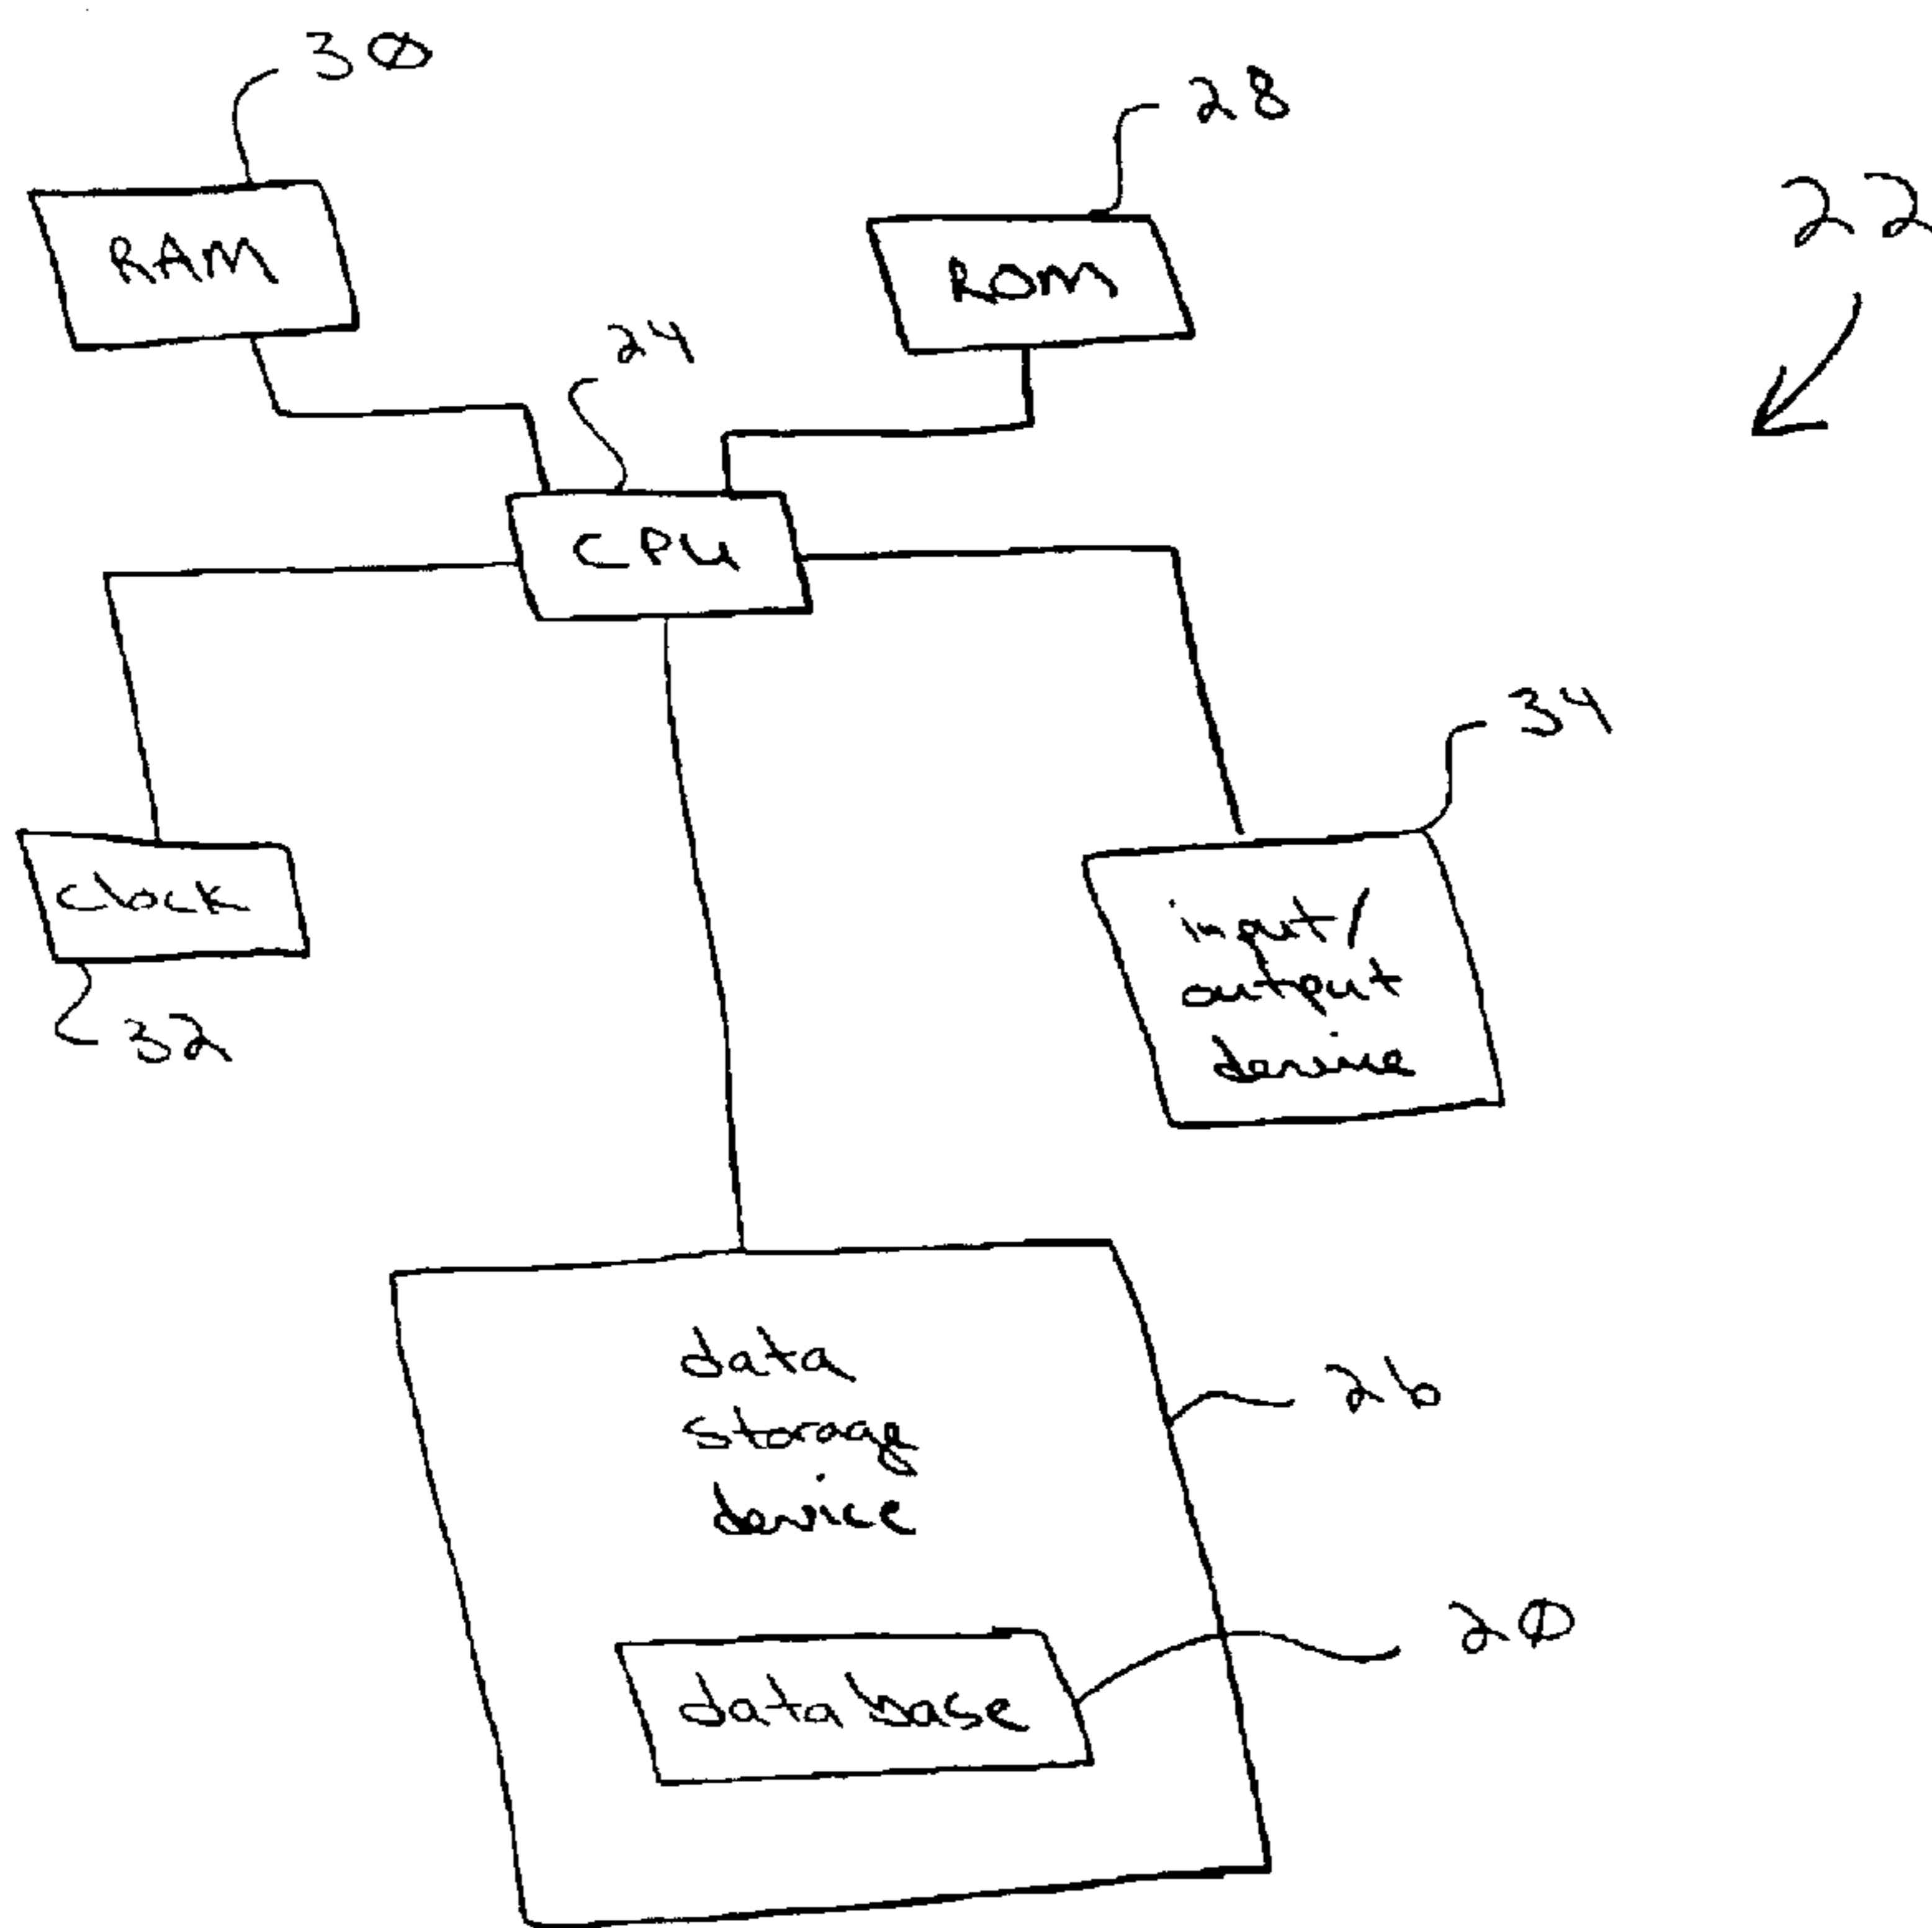 30
28
22
RAM
ROM
24
CPU
34
clock
input/
output
device
32
data
storage
device
26
20
database